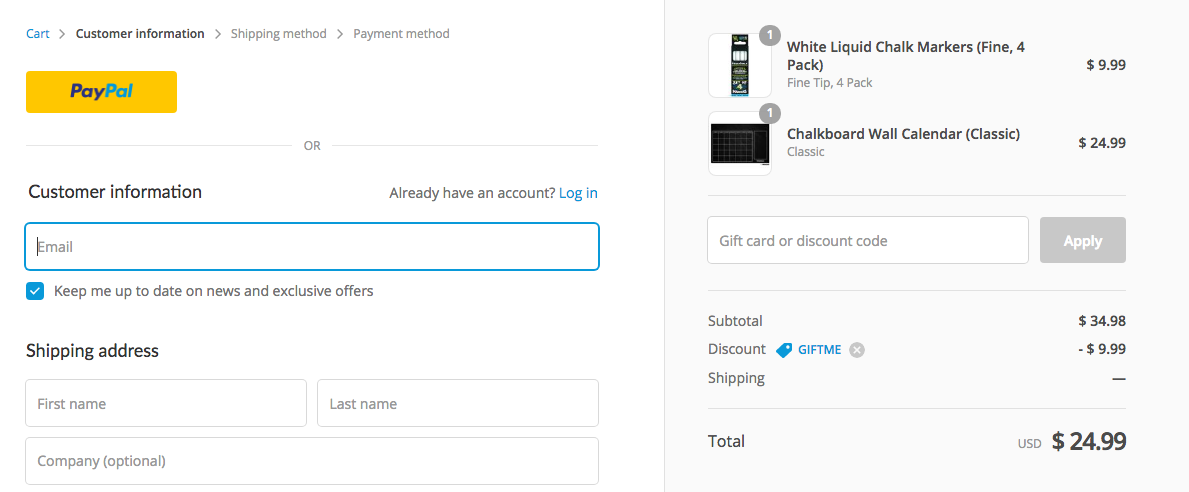 Cart > Customer information > Shipping method > Payment method
PayPal
OR
Customer information
Already have an account? Log in
Email
Keep me up to date on news and exclusive offers
Shipping address
First name
Last name
Company (optional)
1
White Liquid Chalk Markers (Fine, 4
Pack)
Fine Tip, 4 Pack
$ 9.99
1
Chalkboard Wall Calendar (Classic)
Classic
$ 24.99
Gift card or discount code
Apply
Subtotal $ 34.98
Discount GIFTME - $ 9.99
Shipping —
Total USD $ 24.99